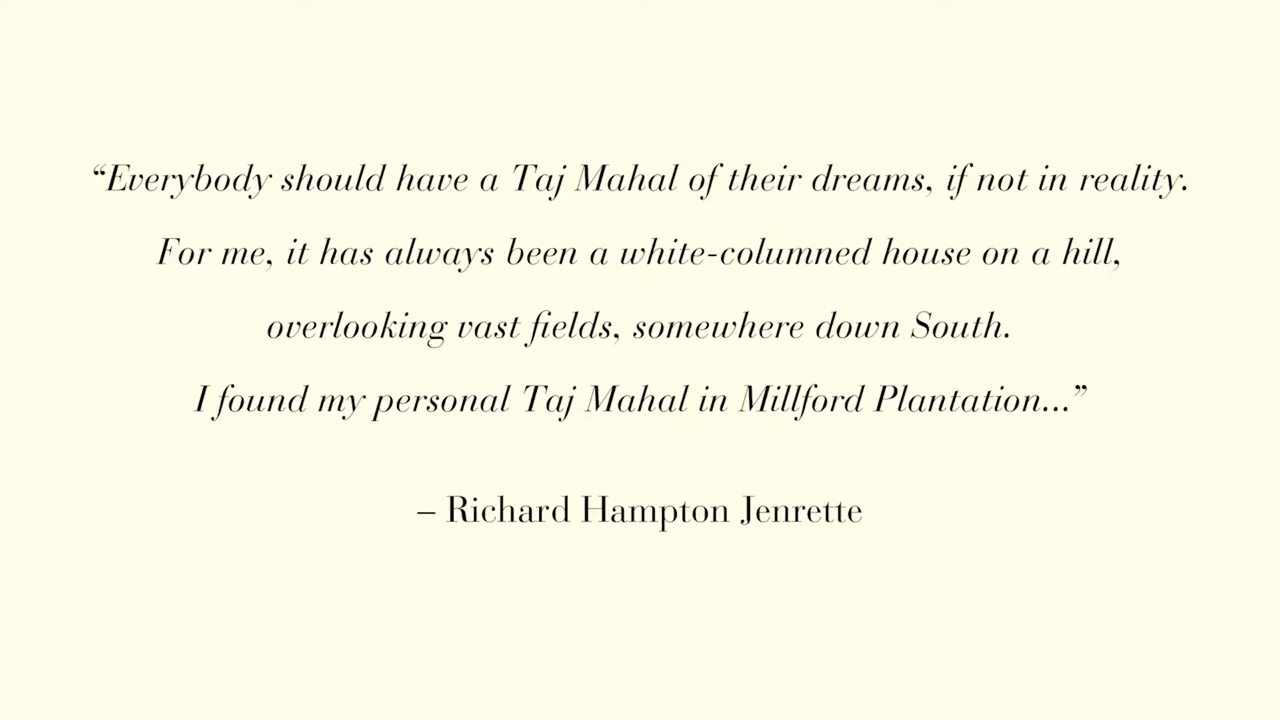 “Everybody should have a Taj Mahal of their dreams, if not in reality.
For me, it has always been a white-columned house on a hill,
overlooking vast fields, somewhere down South.
I found my personal Taj Mahal in Millford Plantation...”
– Richard Hampton Jenrette